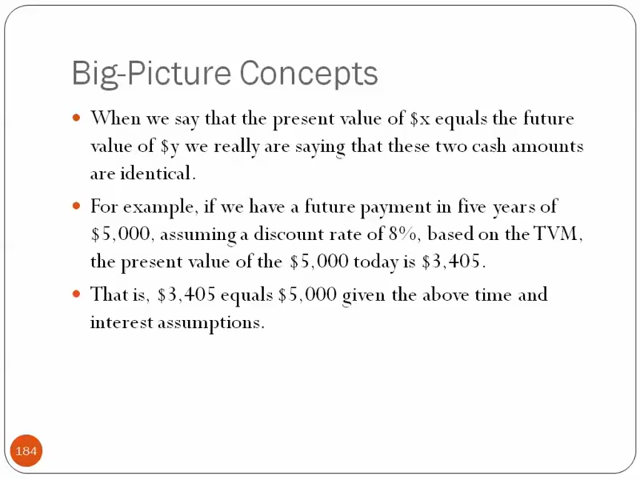 Big-Picture Concepts
When we say that the present value of $x equals the future
value of $y we really are saying that these two cash amounts
are identical.
For example, if we have a future payment in five years of
$5,000, assuming a discount rate of 8%, based on the TVM,
the present value of the $5,000 today is $3,405.
That is, $3,405 equals $5,000 given the above time and
interest assumptions.
184